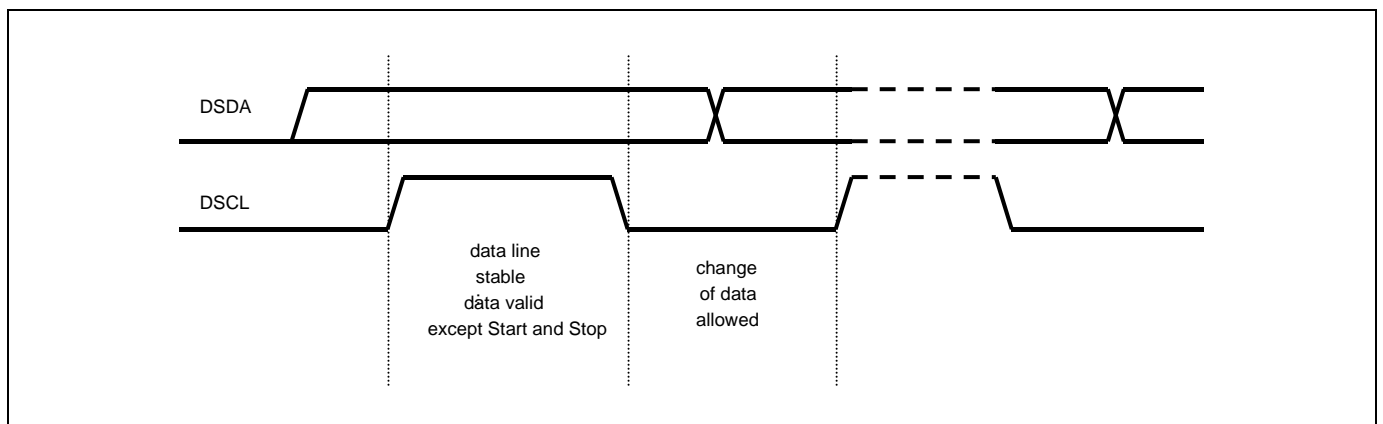 DSDA
DSCL
data line
stable
data valid
except Start and Stop
change
of data
allowed